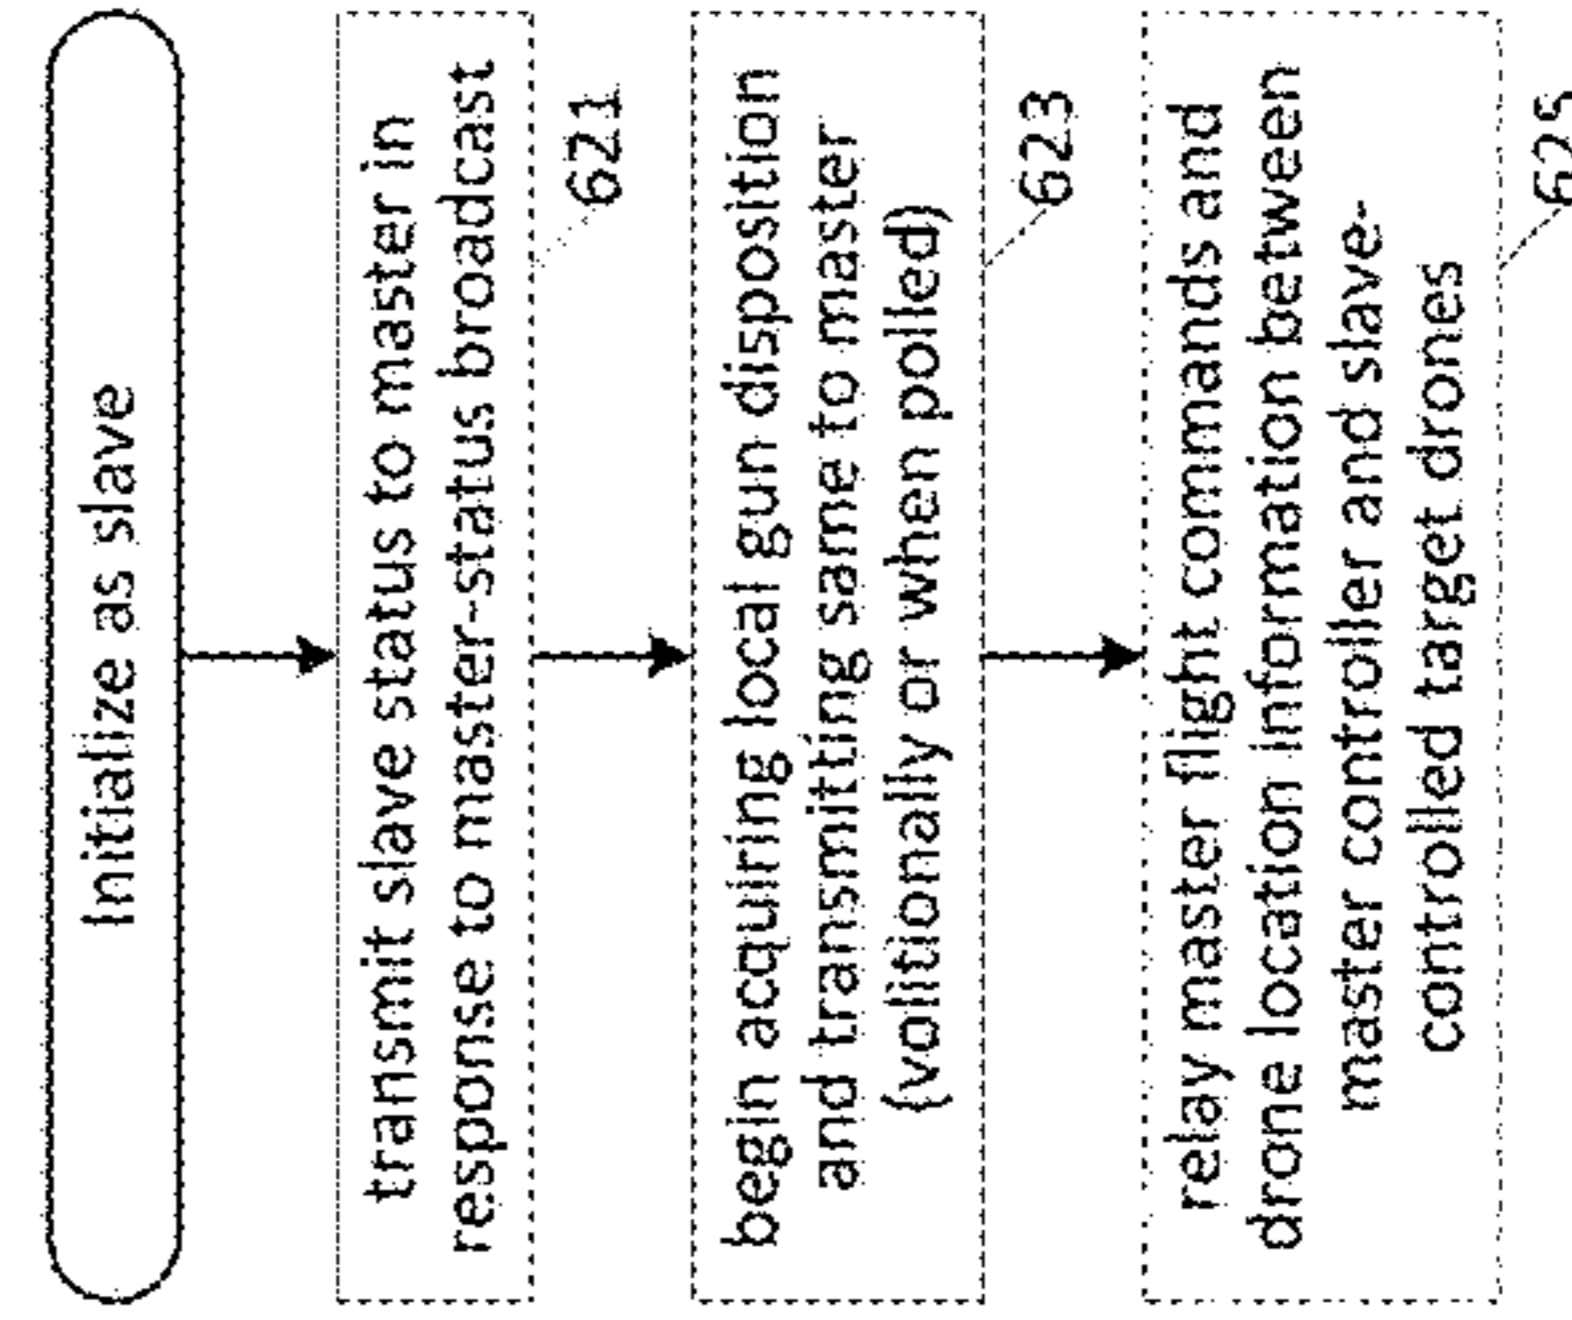 Initialize as slave
transmit slave status to master in
response to master-status broadcast
621
begin acquiring local gun disposition
and transmitting same to master
(volitionally or when polled)
623
relay master flight commands and
drone location information between
master controller and slave-
controlled target drones
625